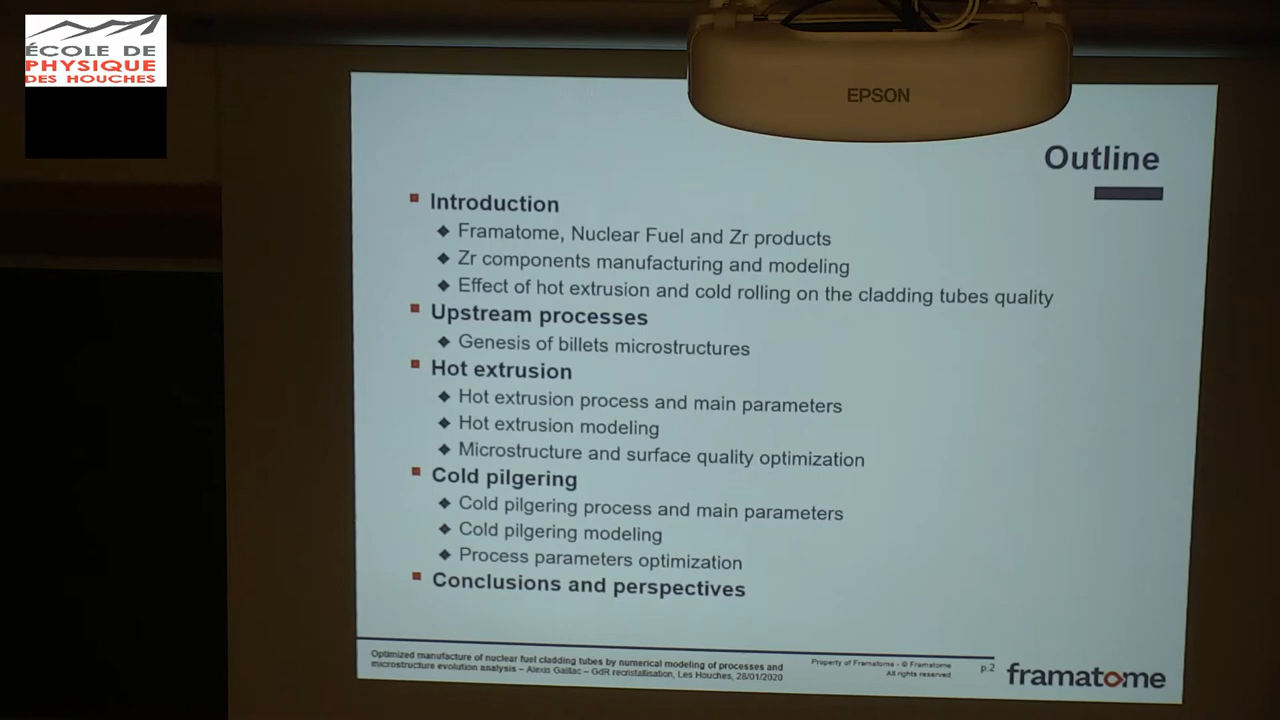 ÉCOLE DE
PHYSIQUE
DES HOUCHES
EPSON
Outline
Introduction
Framatome, Nuclear Fuel and Zr products
Zr components manufacturing and modeling
Effect of hot extrusion and cold rolling on the cladding tubes quality
Upstream processes
Genesis of billets microstructures
Hot extrusion
Hot extrusion process and main parameters
Hot extrusion modeling
Microstructure and surface quality optimization
Cold pilgering
Cold pilgering process and main parameters
Cold pilgering modeling
Process parameters optimization
Conclusions and perspectives
Optimized manufacture of nuclear fuel cladding tubes by numerical modeling of processes and
microstructure evolution analysis – Alexis Gaillac – GdR recristallisation, Les Houches, 28/01/2020
Property of Framatome - © Framatome
All rights reserved
p.2
framatome